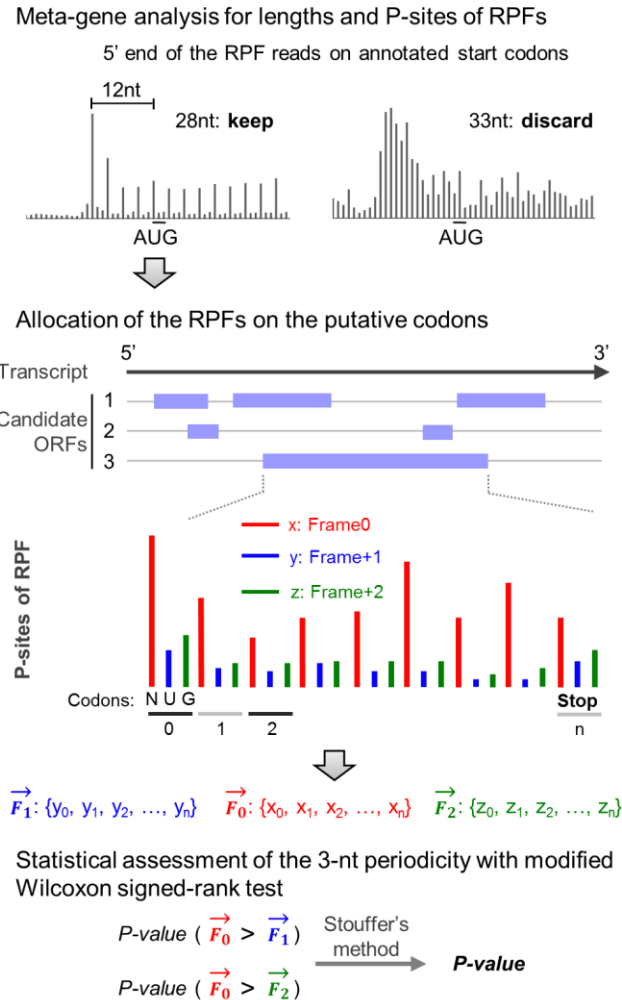 Meta-gene analysis for lengths and P-sites of RPFs
5' end of the RPF reads on annotated start codons
12nt
28nt: keep
33nt: discard
AUG
AUG
Allocation of the RPFs on the putative codons
5' 3'
Transcript
Candidate ORFs
1
2
3
x: Frame0
y: Frame+1
z: Frame+2
P-sites of RPF
Codons: N U G Stop
0 1 2 n
F₁: {y₀, y₁, y₂, …, yₙ} F₀: {x₀, x₁, x₂, …, xₙ} F₂: {z₀, z₁, z₂, …, zₙ}
Statistical assessment of the 3-nt periodicity with modified
Wilcoxon signed-rank test
P-value ( F₀ > F₁ )
Stouffer's
method
P-value
P-value ( F₀ > F₂ )